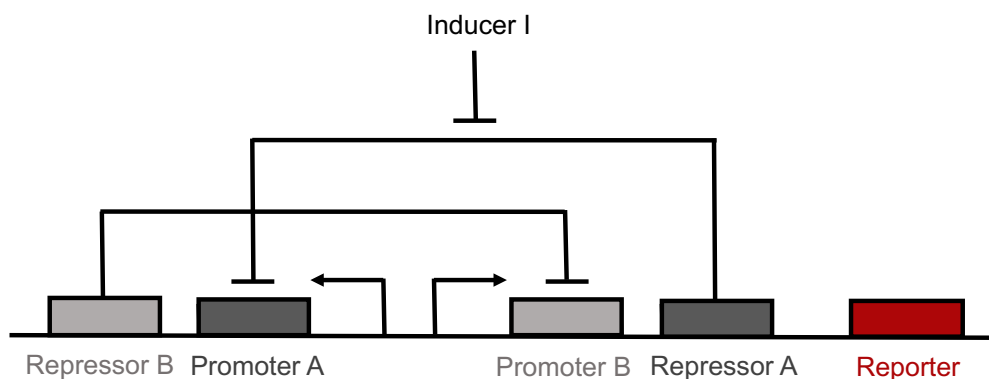 Inducer I
Repressor B
Promoter A
Promoter B
Repressor A
Reporter